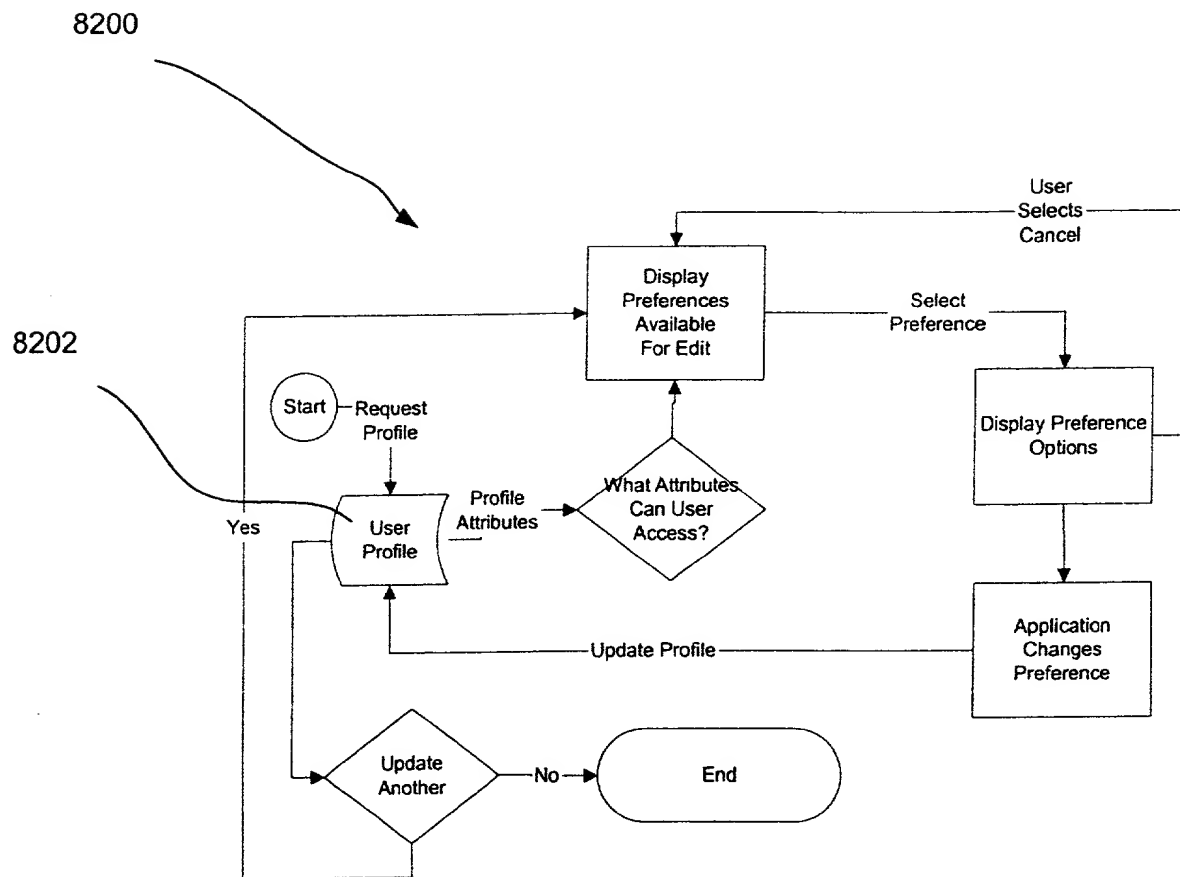 8200
User
Selects
Cancel
Display
Preferences
Available
For Edit
Select
Preference
8202
Start
Request
Profile
Display Preference
Options
What Attributes
Can User
Access?
Profile
Attributes
User
Profile
Yes
Application
Changes
Preference
Update Profile
Update
Another
No
End